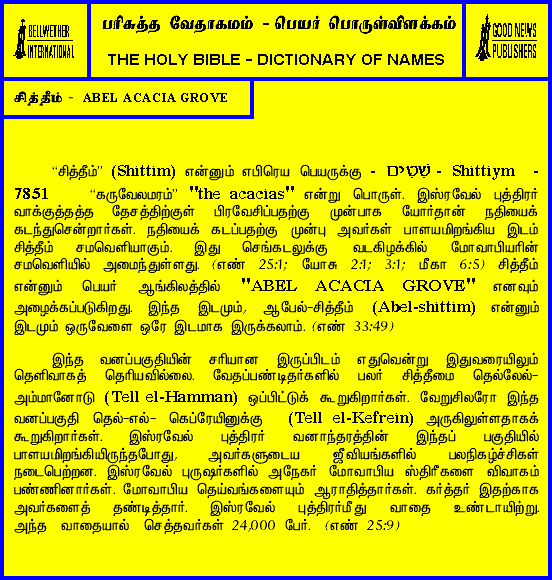 BELLWETHER
INTERNATIONAL
பரிசுத்த வேதாகமம் - பெயர் பொருள்விளக்கம்
THE HOLY BIBLE - DICTIONARY OF NAMES
GOOD NEWS
PUBLISHERS
சித்தீம் - ABEL ACACIA GROVE
“சித்தீம்” (Shittim) என்னும் எபிரெய பெயருக்கு - שׁטּים - Shittiym -
7851 “கருவேலமரம்” "the acacias" என்று பொருள். இஸ்ரவேல் புத்திரர்
வாக்குத்தத்த தேசத்திற்குள் பிரவேசிப்பதற்கு முன்பாக யோர்தான் நதியைக்
கடந்துசென்றார்கள். நதியைக் கடப்பதற்கு முன்பு அவர்கள் பாளயமிறங்கிய இடம்
சித்தீம் சமவெளியாகும். இது செங்கடலுக்கு வடகிழக்கில் மோவாபியரின்
சமவெளியில் அமைந்துள்ளது. (எண் 25:1; யோசு 2:1; 3:1; மீகா 6:5) சித்தீம்
என்னும் பெயர் ஆங்கிலத்தில் "ABEL ACACIA GROVE" எனவும்
அழைக்கப்படுகிறது. இந்த இடமும், ஆபேல்-சித்தீம் (Abel-shittim) என்னும்
இடமும் ஒருவேளை ஒரே இடமாக இருக்கலாம். (எண் 33:49)
இந்த வனப்பகுதியின் சரியான இருப்பிடம் எதுவென்று இதுவரையிலும்
தெளிவாகத் தெரியவில்லை. வேதப்பண்டிதர்களில் பலர் சித்தீமை தெல்லேல்-
அம்மானோடு (Tell el-Hamman) ஒப்பிட்டுக் கூறுகிறார்கள். வேறுசிலரோ இந்த
வனப்பகுதி தெல்-எல்- கெப்ரேயினுக்கு (Tell el-Kefrein) அருகிலுள்ளதாகக்
கூறுகிறார்கள். இஸ்ரவேல் புத்திரர் வனாந்தரத்தின் இந்தப் பகுதியில்
பாளயமிறங்கியிருந்தபோது, அவர்களுடைய ஜீவியங்களில் பலநிகழ்ச்சிகள்
நடைபெற்றன. இஸ்ரவேல் புருஷர்களில் அநேகர் மோவாபிய ஸ்திரீகளை விவாகம்
பண்ணினார்கள். மோவாபிய தெய்வங்களையும் ஆராதித்தார்கள். கர்த்தர் இதற்காக
அவர்களைத் தண்டித்தார். இஸ்ரவேல் புத்திரர்மீது வாதை உண்டாயிற்று.
அந்த வாதையால் செத்தவர்கள் 24,000 பேர். (எண் 25:9)